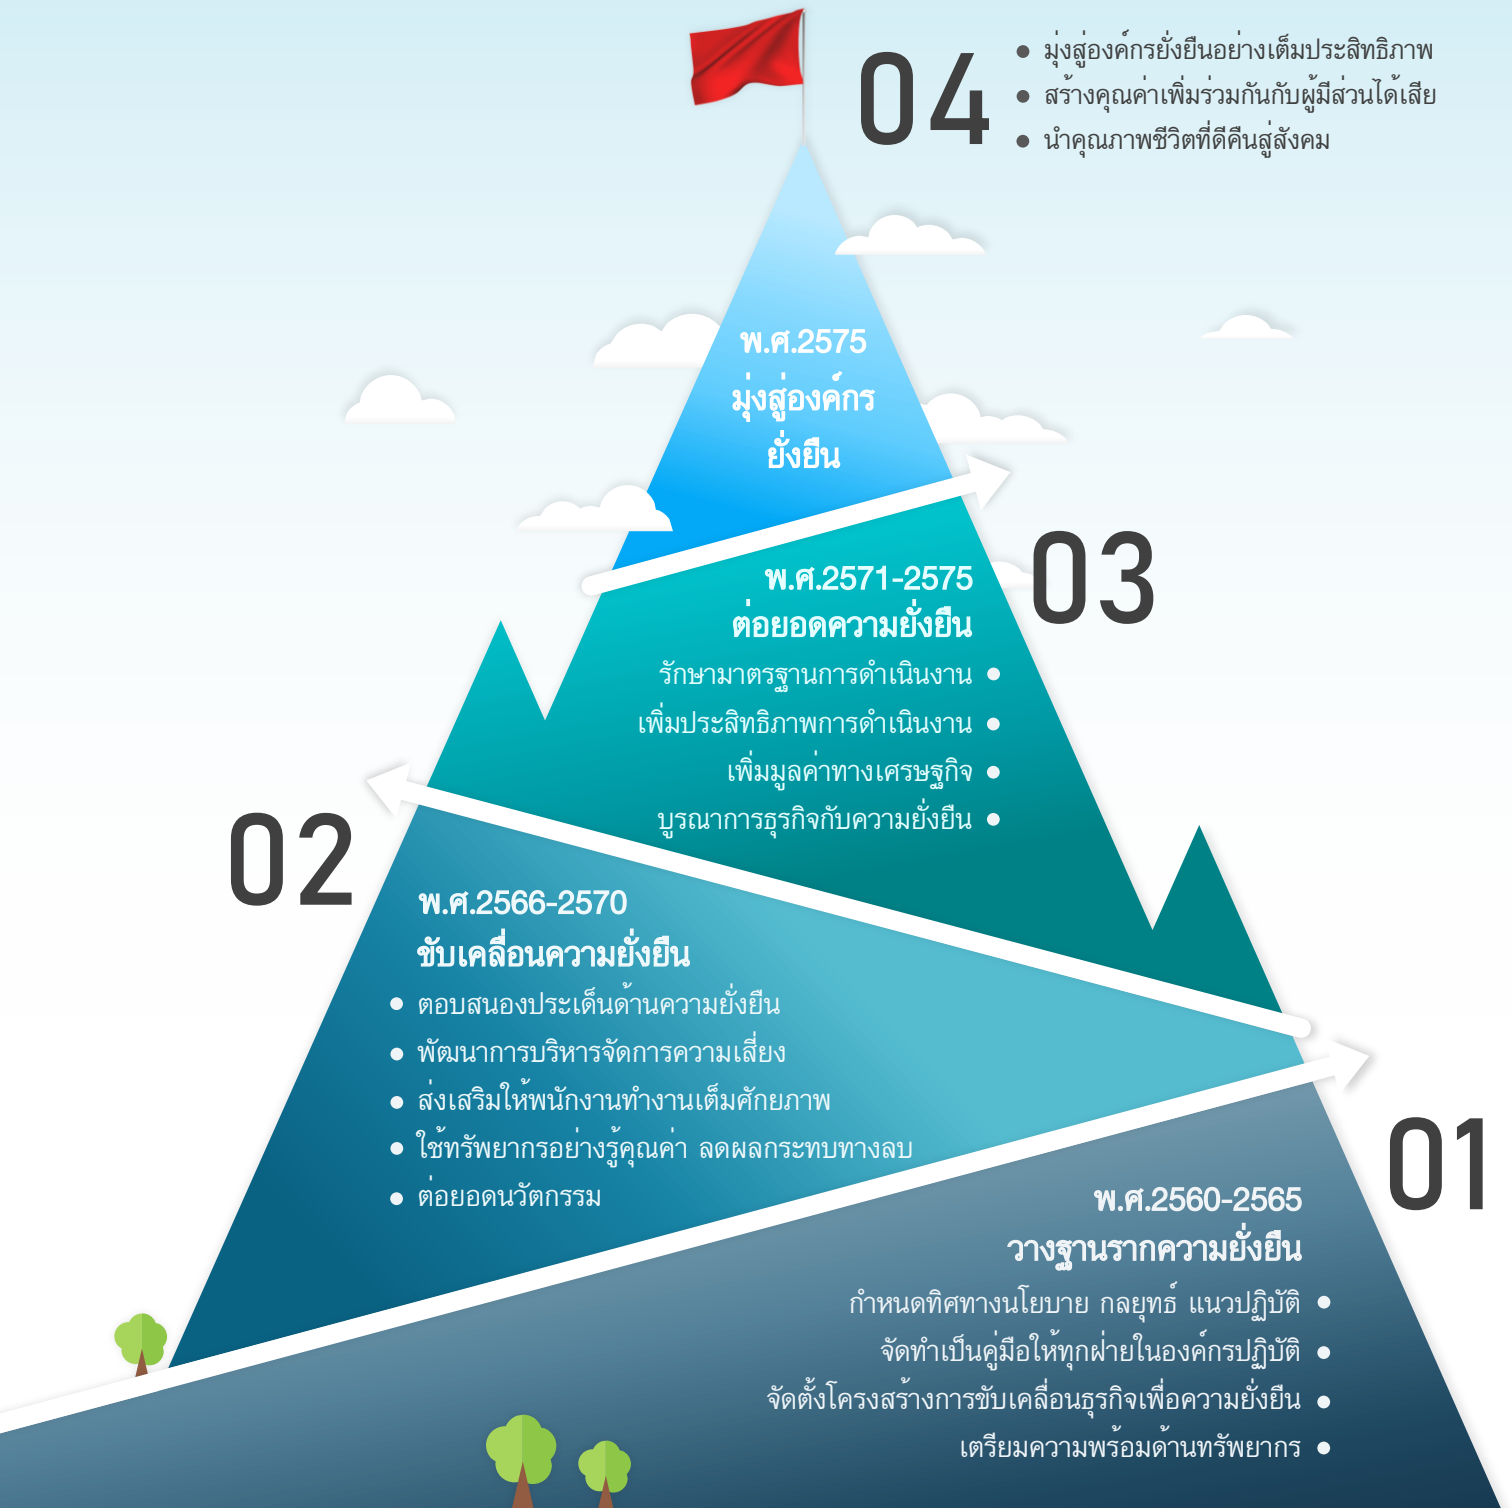 04
มุ่งสู่องค์กรยั่งยืนอย่างเต็มประสิทธิภาพ
สร้างคุณค่าเพิ่มร่วมกันกับผู้มีส่วนได้เสีย
นำคุณภาพชีวิตที่ดีคืนสู่สังคม
พ.ศ.2575
มุ่งสู่องค์กร
ยั่งยืน
03
พ.ศ.2571-2575
ต่อยอดความยั่งยืน
รักษามาตรฐานการดำเนินงาน
เพิ่มประสิทธิภาพการดำเนินงาน
เพิ่มมูลค่าทางเศรษฐกิจ
บูรณาการธุรกิจกับความยั่งยืน
02
พ.ศ.2566-2570
ขับเคลื่อนความยั่งยืน
ตอบสนองประเด็นด้านความยั่งยืน
พัฒนาการบริหารจัดการความเสี่ยง
ส่งเสริมให้พนักงานทำงานเต็มศักยภาพ
ใช้ทรัพยากรอย่างรู้คุณค่า ลดผลกระทบทางลบ
ต่อยอดนวัตกรรม
01
พ.ศ.2560-2565
วางฐานรากความยั่งยืน
กำหนดทิศทางนโยบาย กลยุทธ์ แนวปฏิบัติ
จัดทำเป็นคู่มือให้ทุกฝ่ายในองค์กรปฏิบัติ
จัดตั้งโครงสร้างการขับเคลื่อนธุรกิจเพื่อความยั่งยืน
เตรียมความพร้อมด้านทรัพยากร